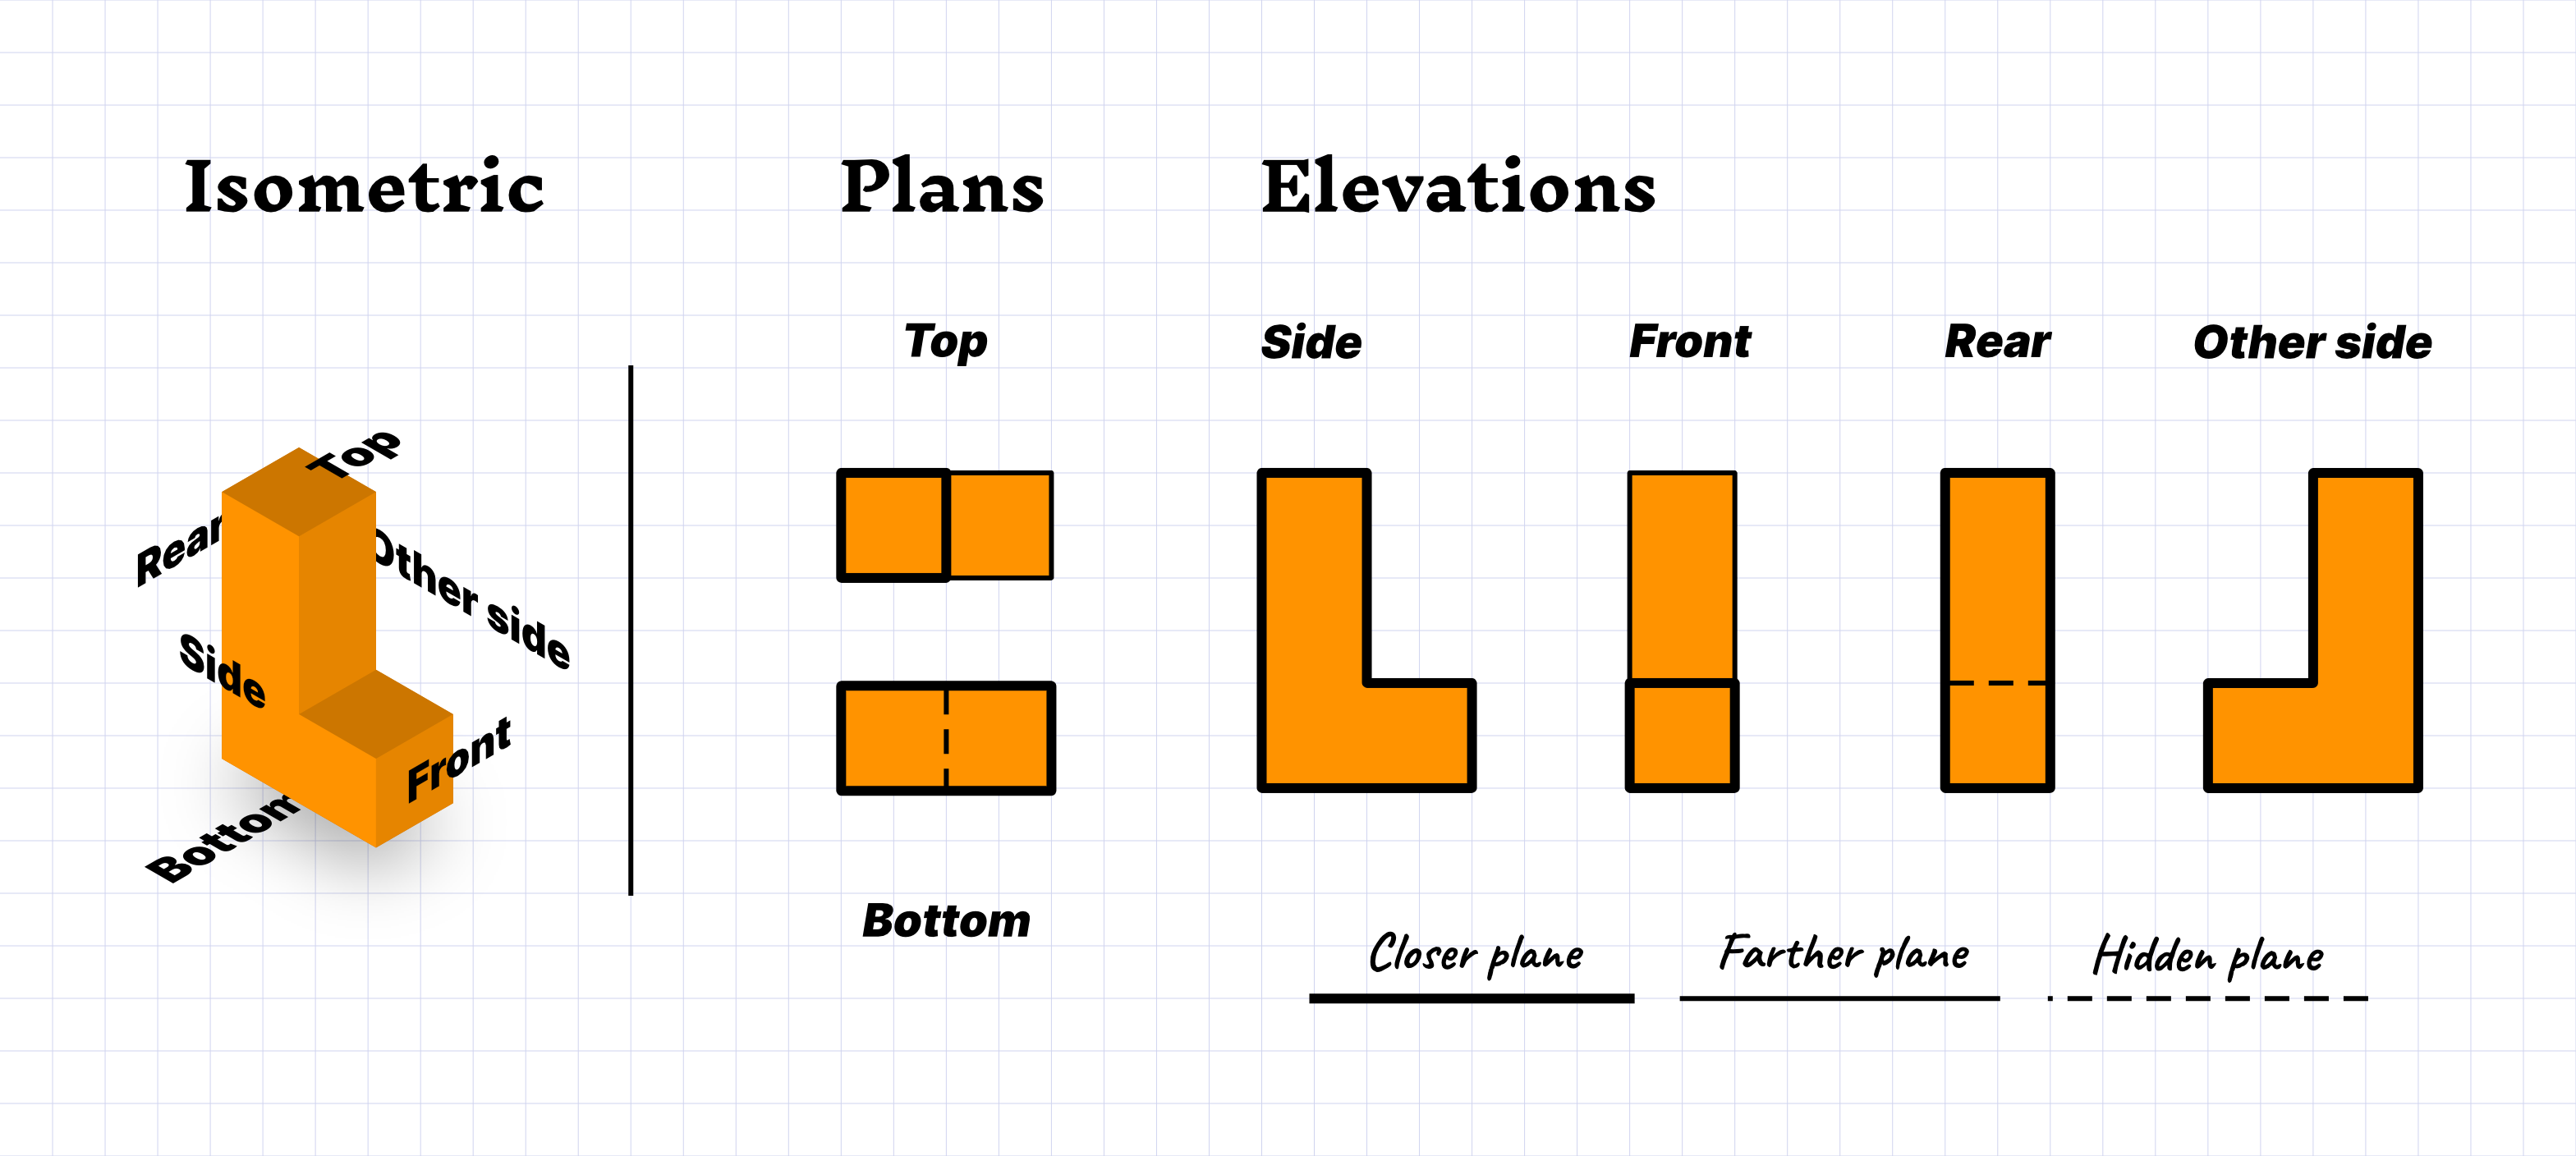 Isometric
Plans
Elevations
Top
Side
Front
Rear
Other side
Top
Rear
Other side
Side
Front
Bottom
Bottom
Closer plane
Farther plane
Hidden plane